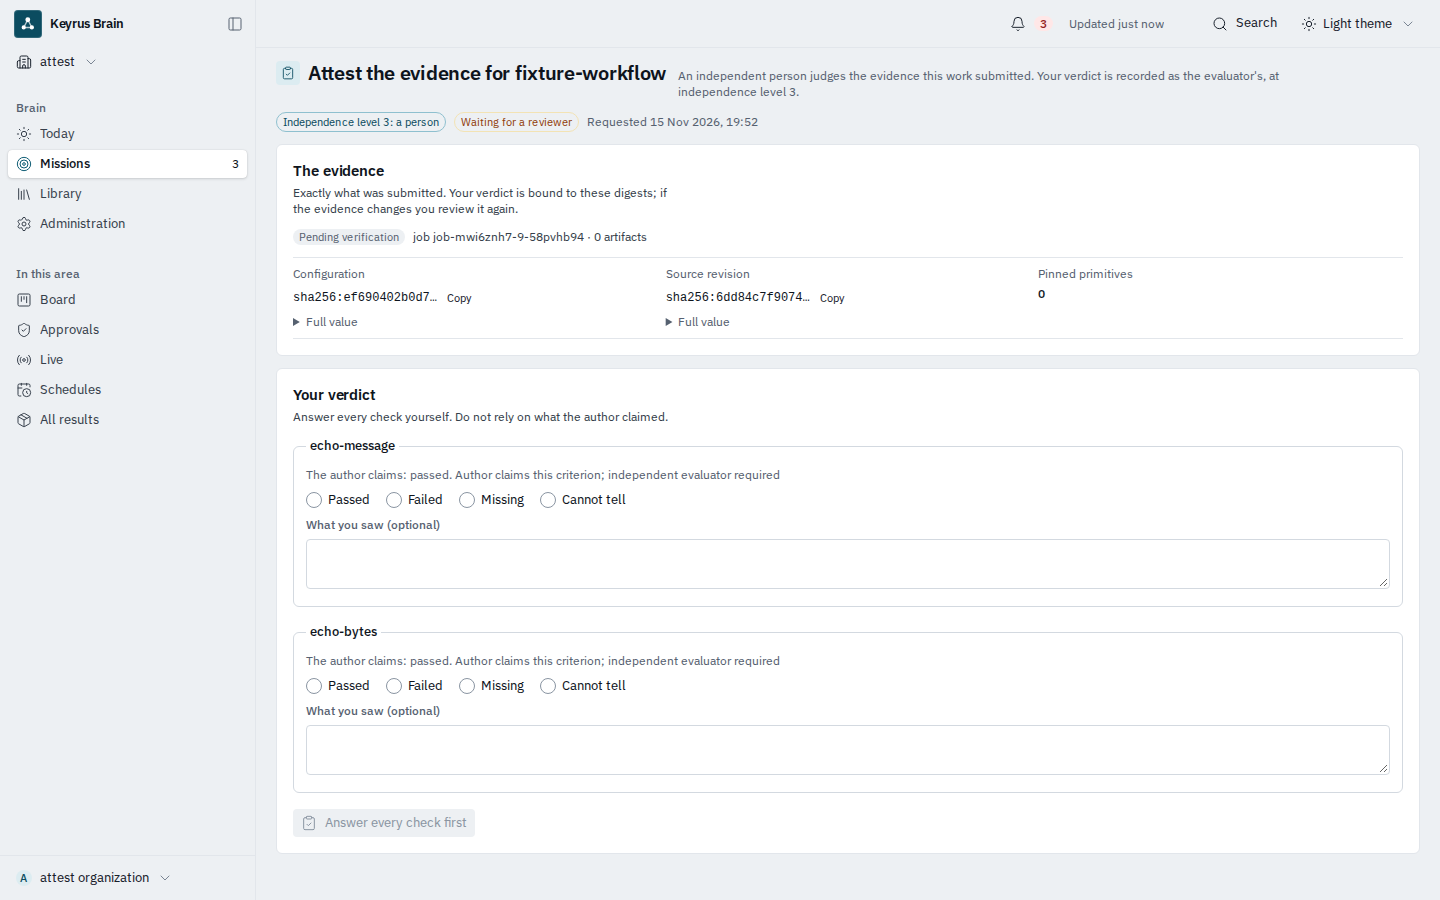 Keyrus Brain
3
Updated just now
Search
Light theme
attest
Brain
Today
Missions
3
Library
Administration
In this area
Board
Approvals
Live
Schedules
All results
A
attest organization
Attest the evidence for fixture-workflow
An independent person judges the evidence this work submitted. Your verdict is recorded as the evaluator's, at
independence level 3.
Independence level 3: a person
Waiting for a reviewer
Requested 15 Nov 2026, 19:52
The evidence
Exactly what was submitted. Your verdict is bound to these digests; if
the evidence changes you review it again.
Pending verification
job job-mwi6znh7-9-58pvhb94 · 0 artifacts
Configuration
Source revision
Pinned primitives
sha256:ef690402b0d7… Copy
sha256:6dd84c7f9074… Copy
0
Full value
Full value
Your verdict
Answer every check yourself. Do not rely on what the author claimed.
echo-message
The author claims: passed. Author claims this criterion; independent evaluator required
Passed Failed Missing Cannot tell
What you saw (optional)
echo-bytes
The author claims: passed. Author claims this criterion; independent evaluator required
Passed Failed Missing Cannot tell
What you saw (optional)
Answer every check first